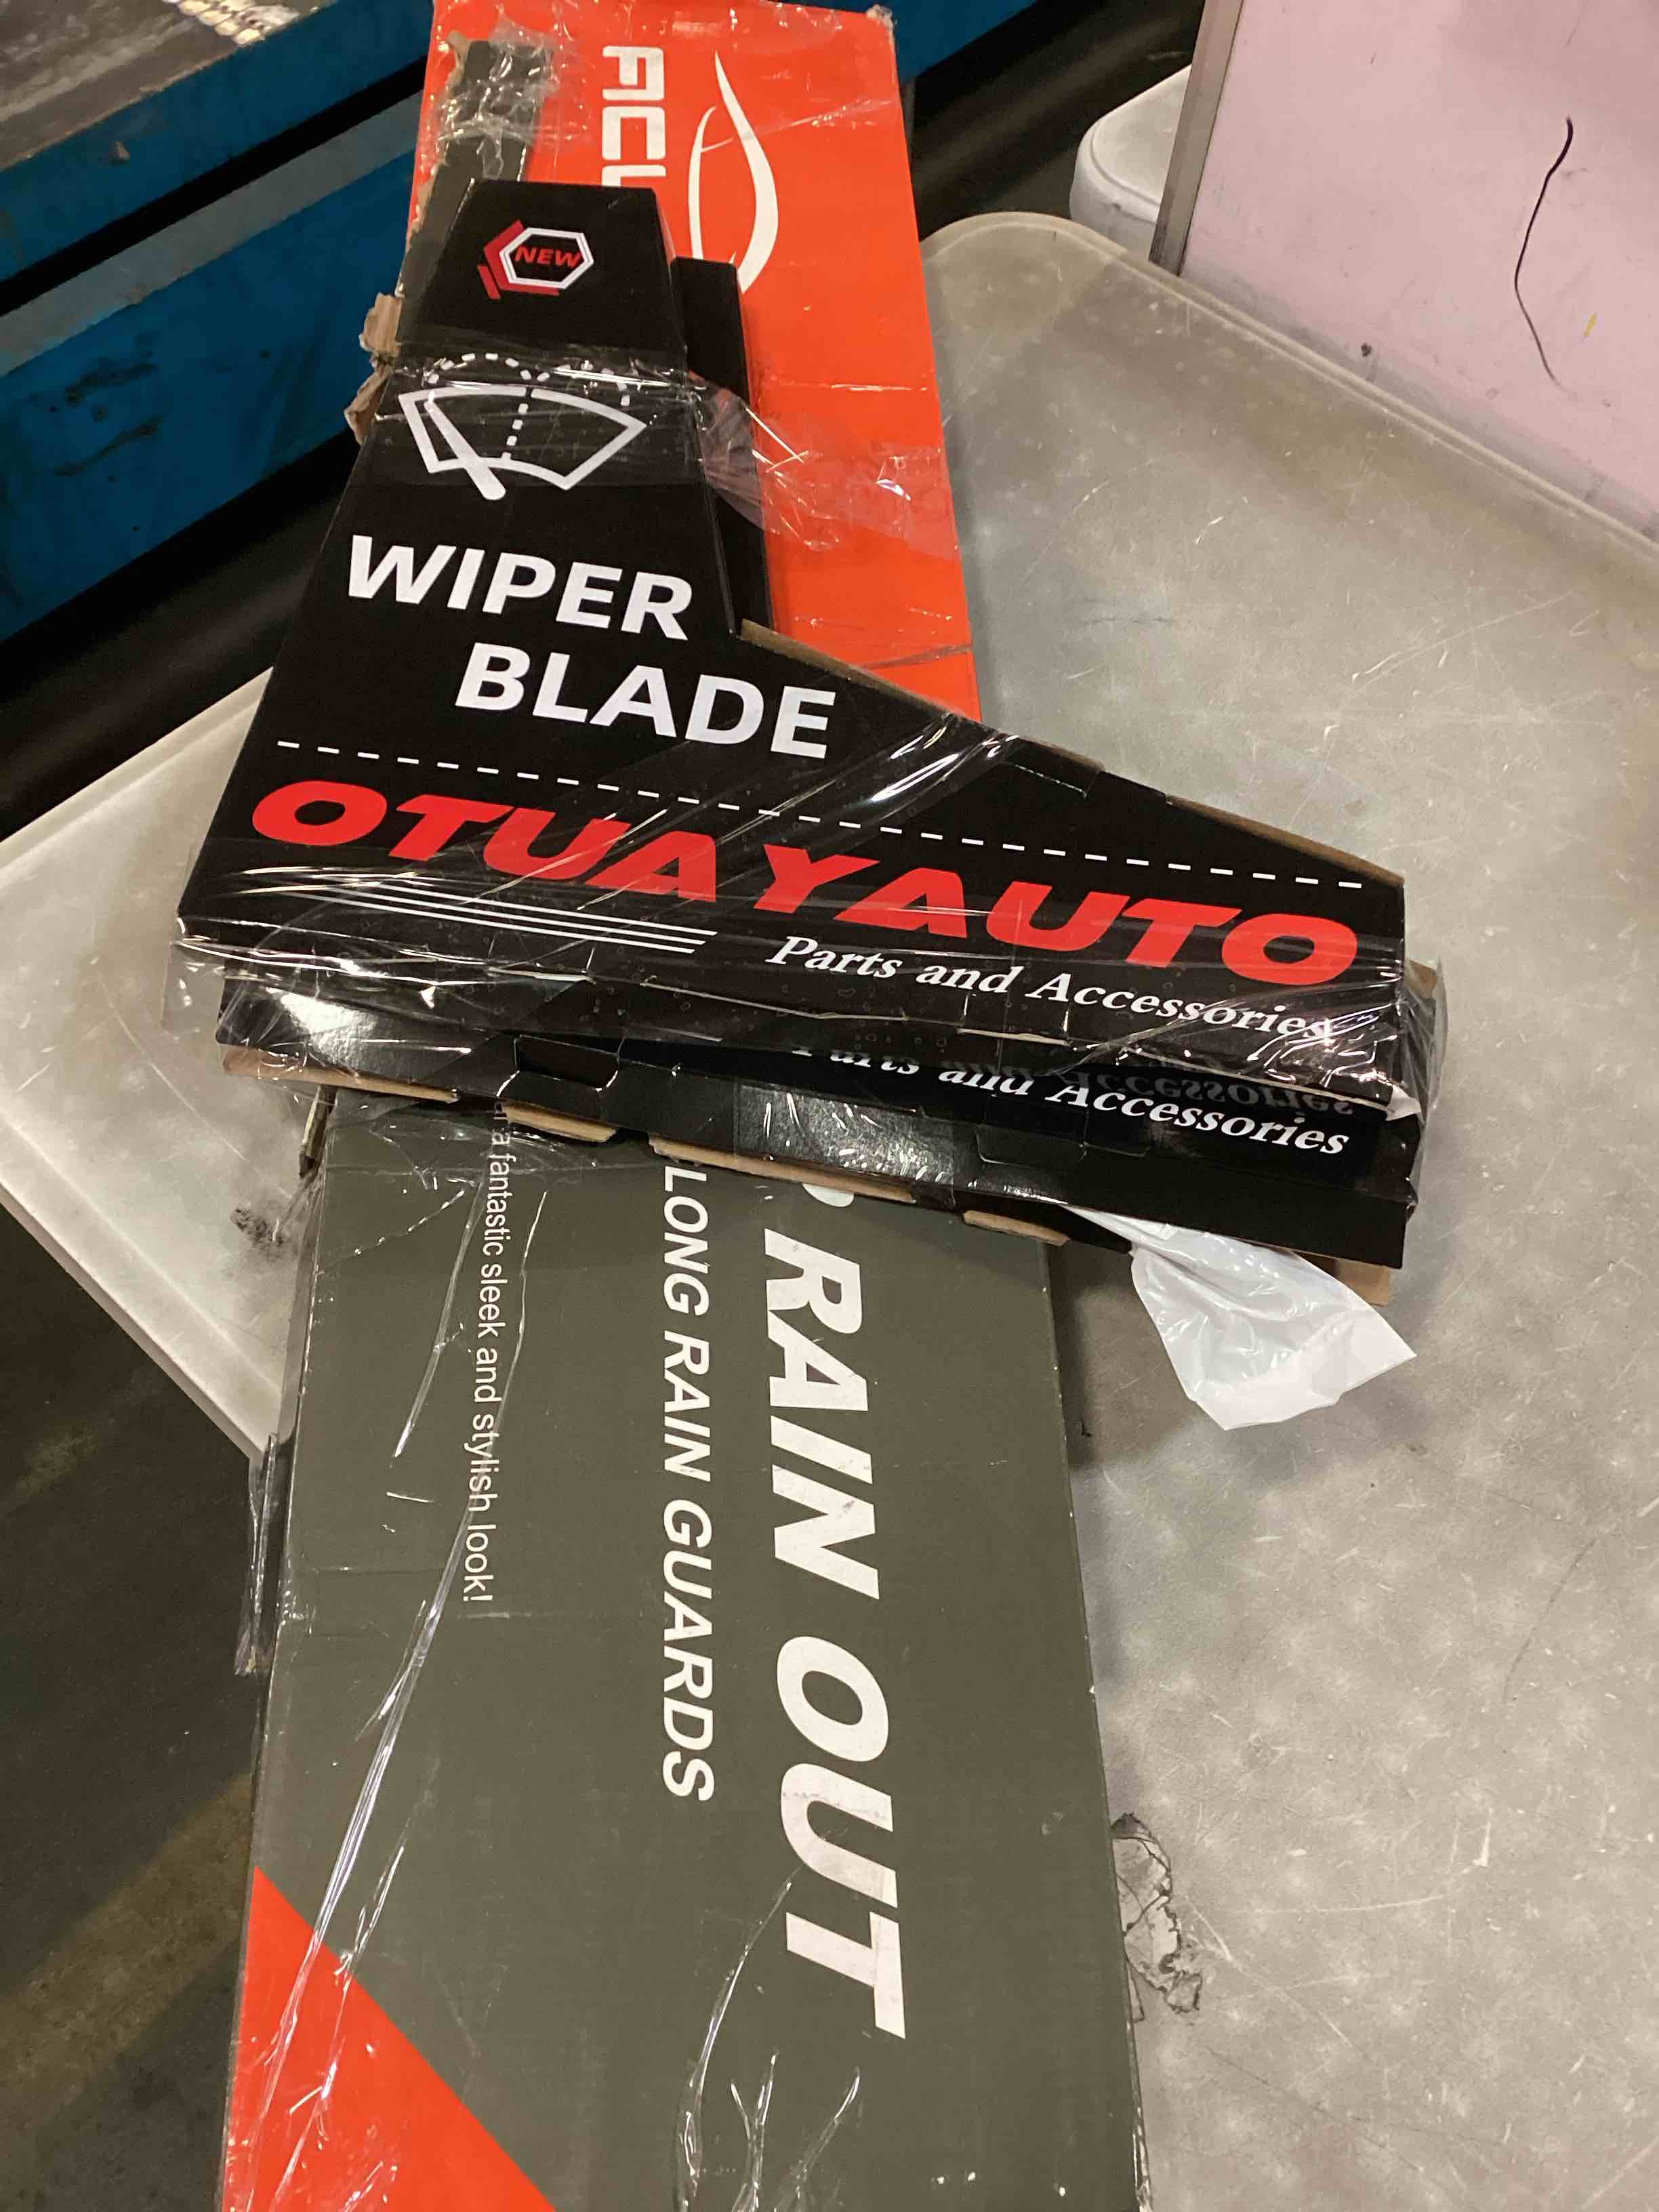 NEW
WIPER
BLADE
OTUAYAUTO
Parts and Accessories
Parts and Accessories
RAIN OUT
LONG RAIN GUARDS
a fantastic sleek and stylish look!